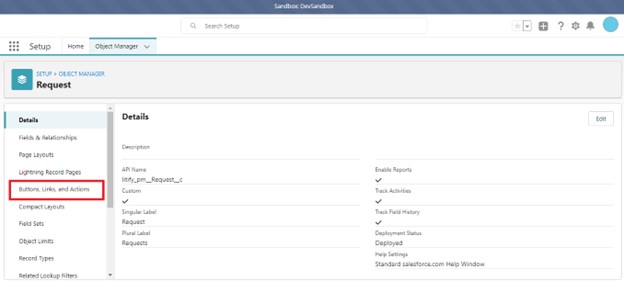 Sandbox: DevSandbox
Search Setup
Setup
Home
Object Manager
SETUP > OBJECT MANAGER
Request
Details
Fields & Relationships
Page Layouts
Lightning Record Pages
Buttons, Links, and Actions
Compact Layouts
Field Sets
Object Limits
Record Types
Related Lookup Filters
Details
Edit
Description
API Name
litify_pm__Request__c
Custom
Singular Label
Request
Plural Label
Requests
Enable Reports
Track Activities
Track Field History
Deployment Status
Deployed
Help Settings
Standard salesforce.com Help Window